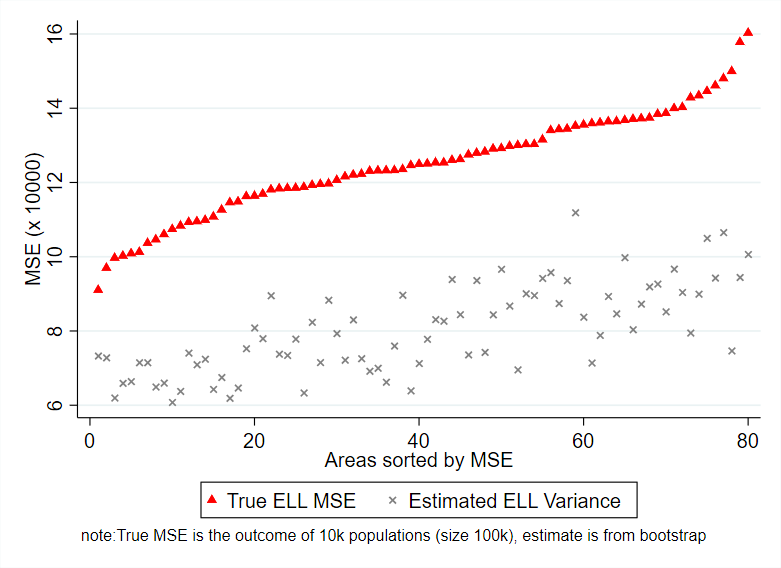 MSE (x 10000)
16
14
12
10
8
6
0 20 40 60 80
Areas sorted by MSE
True ELL MSE Estimated ELL Variance
note:True MSE is the outcome of 10k populations (size 100k), estimate is from bootstrap